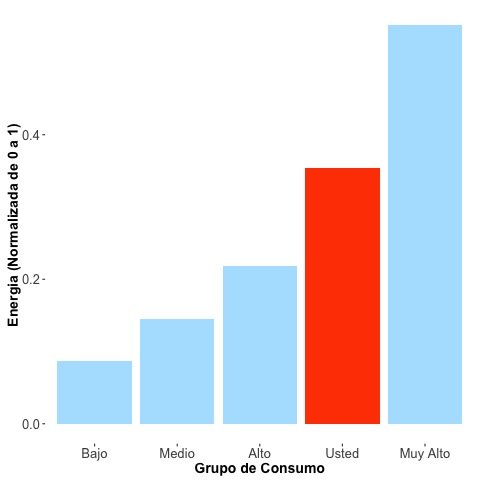 Energia (Normalizada de 0 a 1)
0.4
0.2
0.0
Bajo Medio Alto Usted Muy Alto
Grupo de Consumo